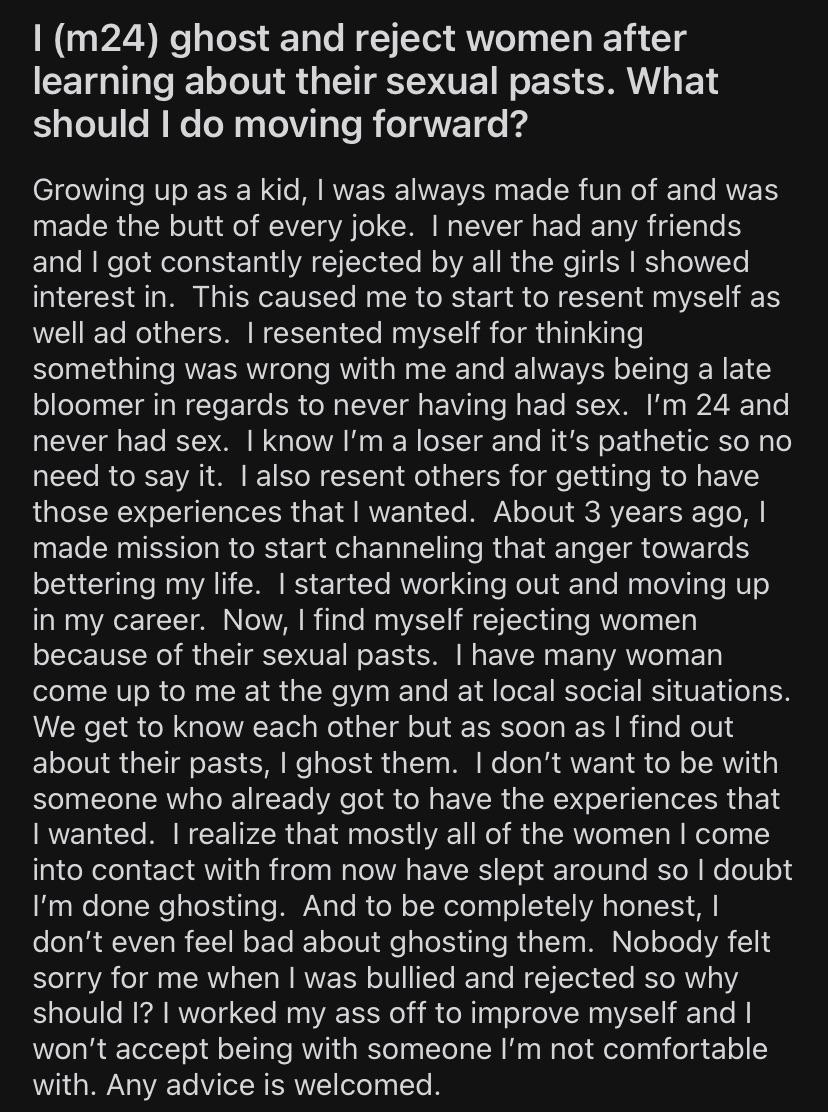 I (m24) ghost and reject women after
learning about their sexual pasts. What
should I do moving forward?
Growing up as a kid, I was always made fun of and was
made the butt of every joke.  I never had any friends
and I got constantly rejected by all the girls I showed
interest in.  This caused me to start to resent myself as
well ad others.  I resented myself for thinking
something was wrong with me and always being a late
bloomer in regards to never having had sex.  I’m 24 and
never had sex.  I know I’m a loser and it’s pathetic so no
need to say it.  I also resent others for getting to have
those experiences that I wanted.  About 3 years ago, I
made mission to start channeling that anger towards
bettering my life.  I started working out and moving up
in my career.  Now, I find myself rejecting women
because of their sexual pasts.  I have many woman
come up to me at the gym and at local social situations.
We get to know each other but as soon as I find out
about their pasts, I ghost them.  I don’t want to be with
someone who already got to have the experiences that
I wanted.  I realize that mostly all of the women I come
into contact with from now have slept around so I doubt
I’m done ghosting.  And to be completely honest, I
don’t even feel bad about ghosting them.  Nobody felt
sorry for me when I was bullied and rejected so why
should I? I worked my ass off to improve myself and I
won’t accept being with someone I’m not comfortable
with. Any advice is welcomed.